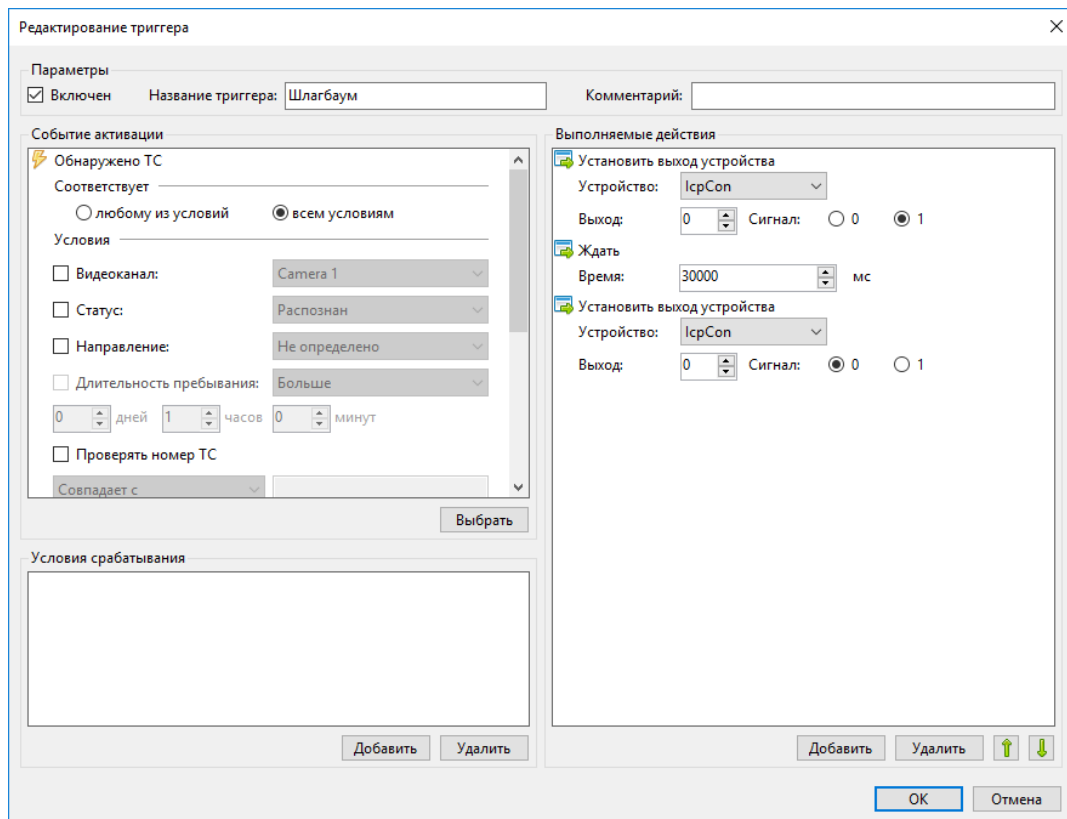 Редактирование триггера
Параметры
Включен Название триггера: Шлагбаум Комментарий:
Событие активации
Обнаружено ТС
Соответствует
любому из условий всем условиям
Условия
Видеоканал: Camera 1
Статус: Распознан
Направление: Не определено
Длительность пребывания: Больше
0 дней 1 часов 0 минут
Проверять номер ТС
Совпадает с
Выбрать
Условия срабатывания
Добавить Удалить
Выполняемые действия
Установить выход устройства
Устройство: IcpCon
Выход: 0 Сигнал: 0 1
Ждать
Время: 30000 мс
Установить выход устройства
Устройство: IcpCon
Выход: 0 Сигнал: 0 1
Добавить Удалить
OK Отмена